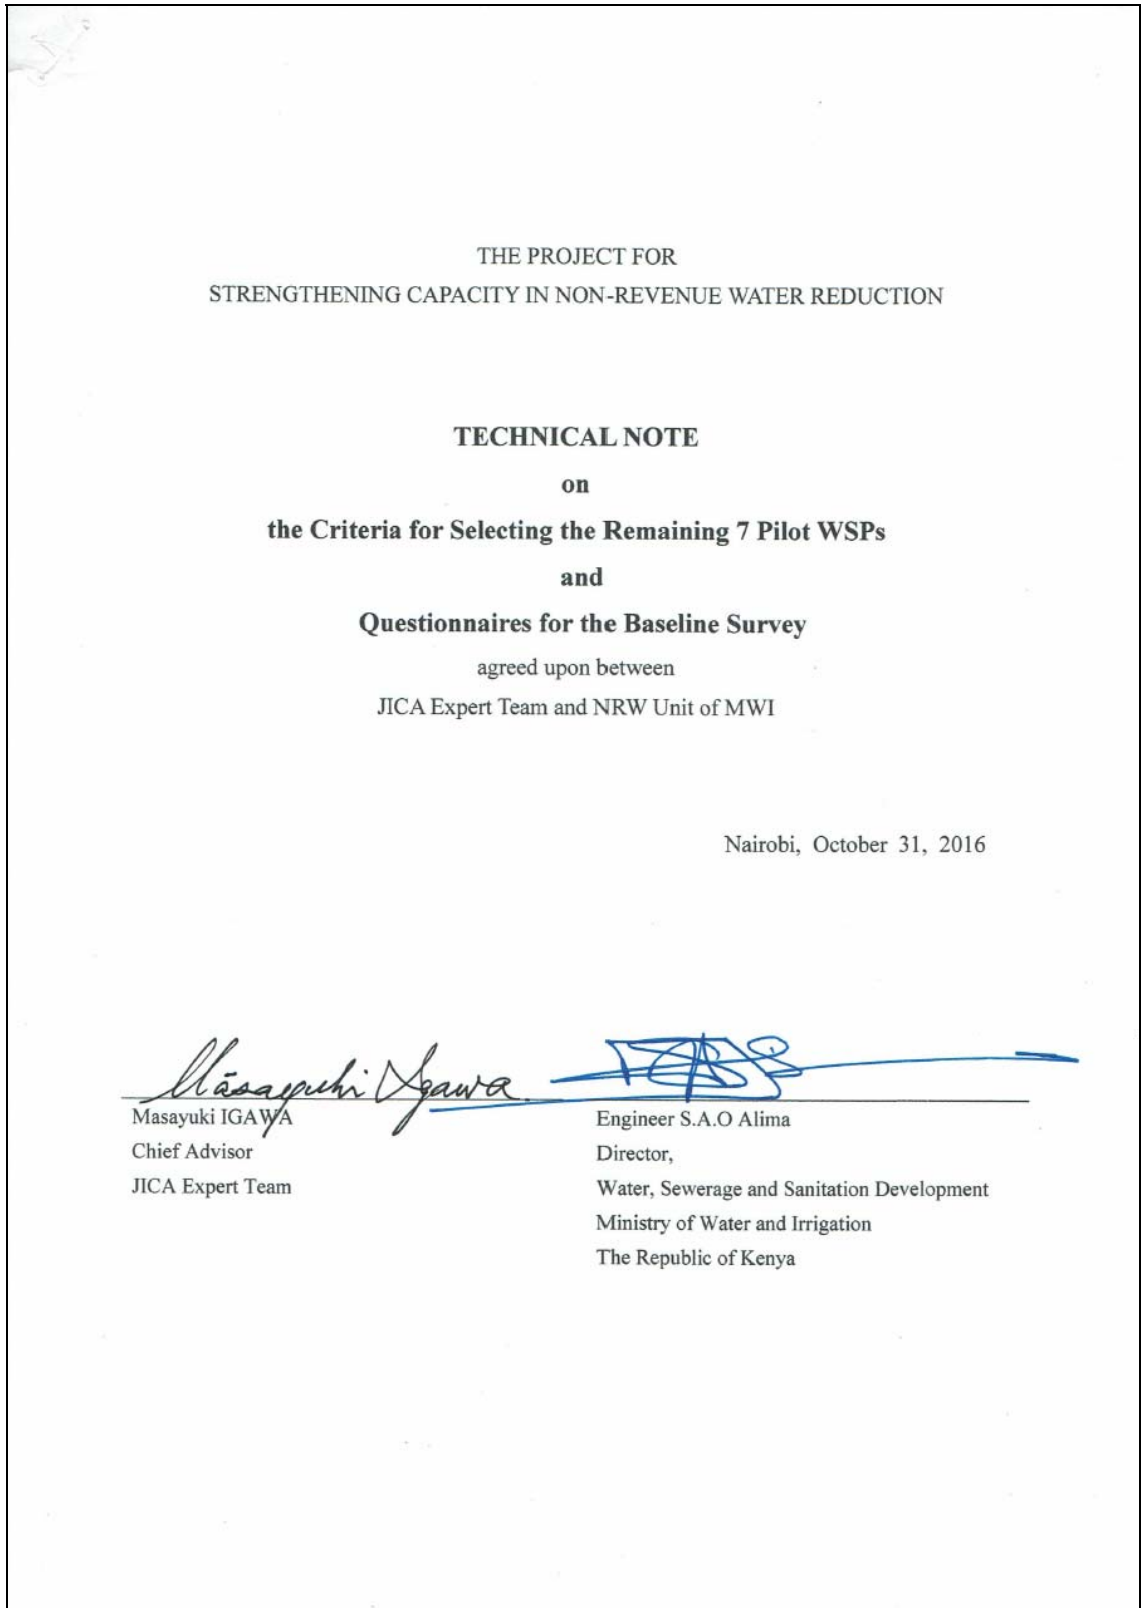 THE PROJECT FOR
STRENGTHENING CAPACITY IN NON-REVENUE WATER REDUCTION
TECHNICAL NOTE
on
the Criteria for Selecting the Remaining 7 Pilot WSPs
and
Questionnaires for the Baseline Survey
agreed upon between
JICA Expert Team and NRW Unit of MWI
Nairobi, October 31, 2016
Masayuki Igawa
Masayuki IGAWA
Chief Advisor
JICA Expert Team
Engineer S.A.O Alima
Director,
Water, Sewerage and Sanitation Development
Ministry of Water and Irrigation
The Republic of Kenya